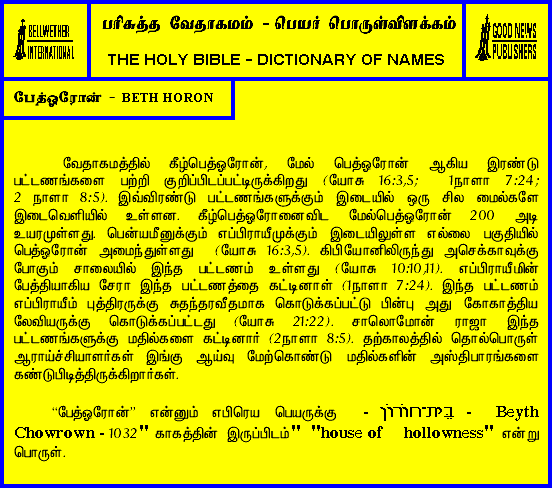 BELLWETHER
INTERNATIONAL
பரிசுத்த வேதாகமம் - பெயர் பொருள்விளக்கம்
THE HOLY BIBLE - DICTIONARY OF NAMES
GOOD NEWS
PUBLISHERS
பேத்ஓரோன் - BETH HORON
வேதாகமத்தில் கீழ்பெத்ஓரோன், மேல் பெத்ஓரோன் ஆகிய இரண்டு
பட்டணங்களை பற்றி குறிப்பிடப்பட்டிருக்கிறது (யோசு 16:3,5; 1நாளா 7:24;
2 நாளா 8:5). இவ்விரண்டு பட்டணங்களுக்கும் இடையில் ஒரு சில மைல்களே
இடைவெளியில் உள்ளன. கீழ்பெத்ஓரோனைவிட மேல்பெத்ஓரோன் 200 அடி
உயரமுள்ளது. பென்யமீனுக்கும் எப்பிராயீமுக்கும் இடையிலுள்ள எல்லை பகுதியில்
பெத்ஓரோன் அமைந்துள்ளது (யோசு 16:3,5). கிபியோனிலிருந்து அசெக்காவுக்கு
போகும் சாலையில் இந்த பட்டணம் உள்ளது (யோசு 10:10,11). எப்பிராயீமின்
பேத்தியாகிய சேரா இந்த பட்டணத்தை கட்டினாள் (1நாளா 7:24). இந்த பட்டணம்
எப்பிராயீம் புத்திரருக்கு சுதந்தரவீதமாக கொடுக்கப்பட்டு பின்பு அது கோகாத்திய
லேவியருக்கு கொடுக்கப்பட்டது (யோசு 21:22). சாலொமோன் ராஜா இந்த
பட்டணங்களுக்கு மதில்களை கட்டினார் (2நாளா 8:5). தற்காலத்தில் தொல்பொருள்
ஆராய்ச்சியாளர்கள் இங்கு ஆய்வு மேற்கொண்டு மதில்களின் அஸ்திபாரங்களை
கண்டுபிடித்திருக்கிறார்கள்.
“பேத்ஓரோன்” என்னும் எபிரெய பெயருக்கு - בֵּית־חוֹרוֹן - Beyth
Chowrown - 1032" காகத்தின் இருப்பிடம்" "house of hollowness" என்று
பொருள்.